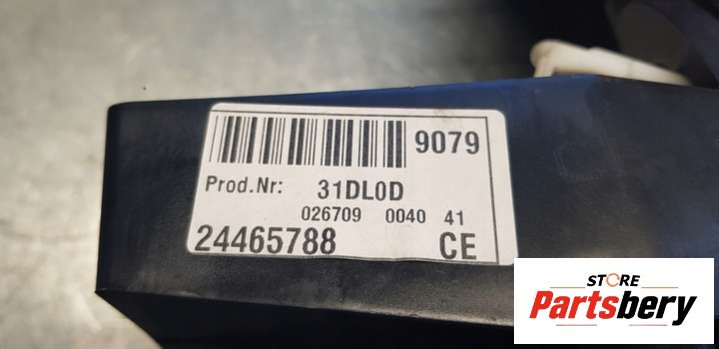 9079
Prod.Nr: 31DL0D
026709 0040 41
24465788 CE
STORE
Partsbery